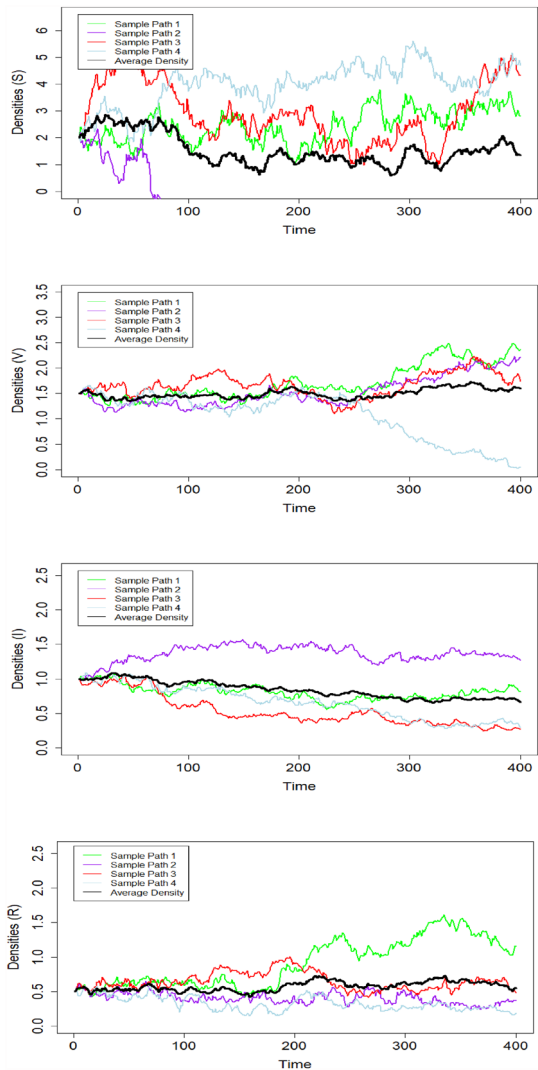 Densities (S)
6
5
4
3
2
1
0
Sample Path 1
Sample Path 2
Sample Path 3
Sample Path 4
Average Density
0 100 200 300 400
Time
Densities (V)
3.5
3.0
2.5
2.0
1.5
1.0
0.5
0.0
Sample Path 1
Sample Path 2
Sample Path 3
Sample Path 4
Average Density
0 100 200 300 400
Time
Densities (I)
2.5
2.0
1.5
1.0
0.5
0.0
Sample Path 1
Sample Path 2
Sample Path 3
Sample Path 4
Average Density
0 100 200 300 400
Time
Densities (R)
2.5
2.0
1.5
1.0
0.5
0.0
Sample Path 1
Sample Path 2
Sample Path 3
Sample Path 4
Average Density
0 100 200 300 400
Time